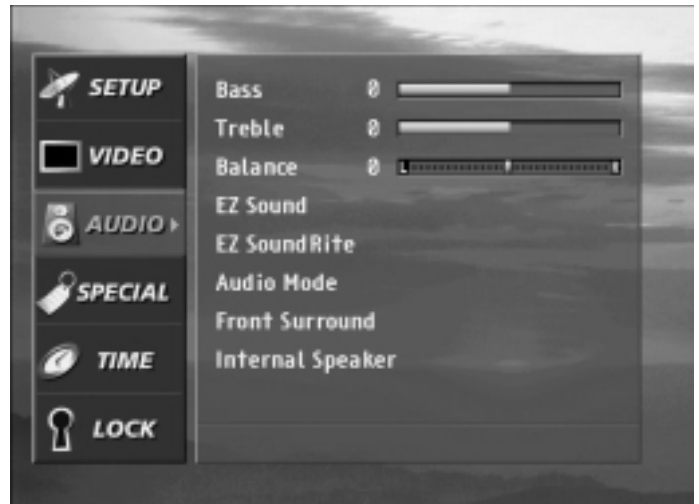 SETUP
VIDEO
AUDIO
SPECIAL
TIME
LOCK
Bass 0
Treble 0
Balance 0 L R
EZ Sound
EZ SoundRite
Audio Mode
Front Surround
Internal Speaker